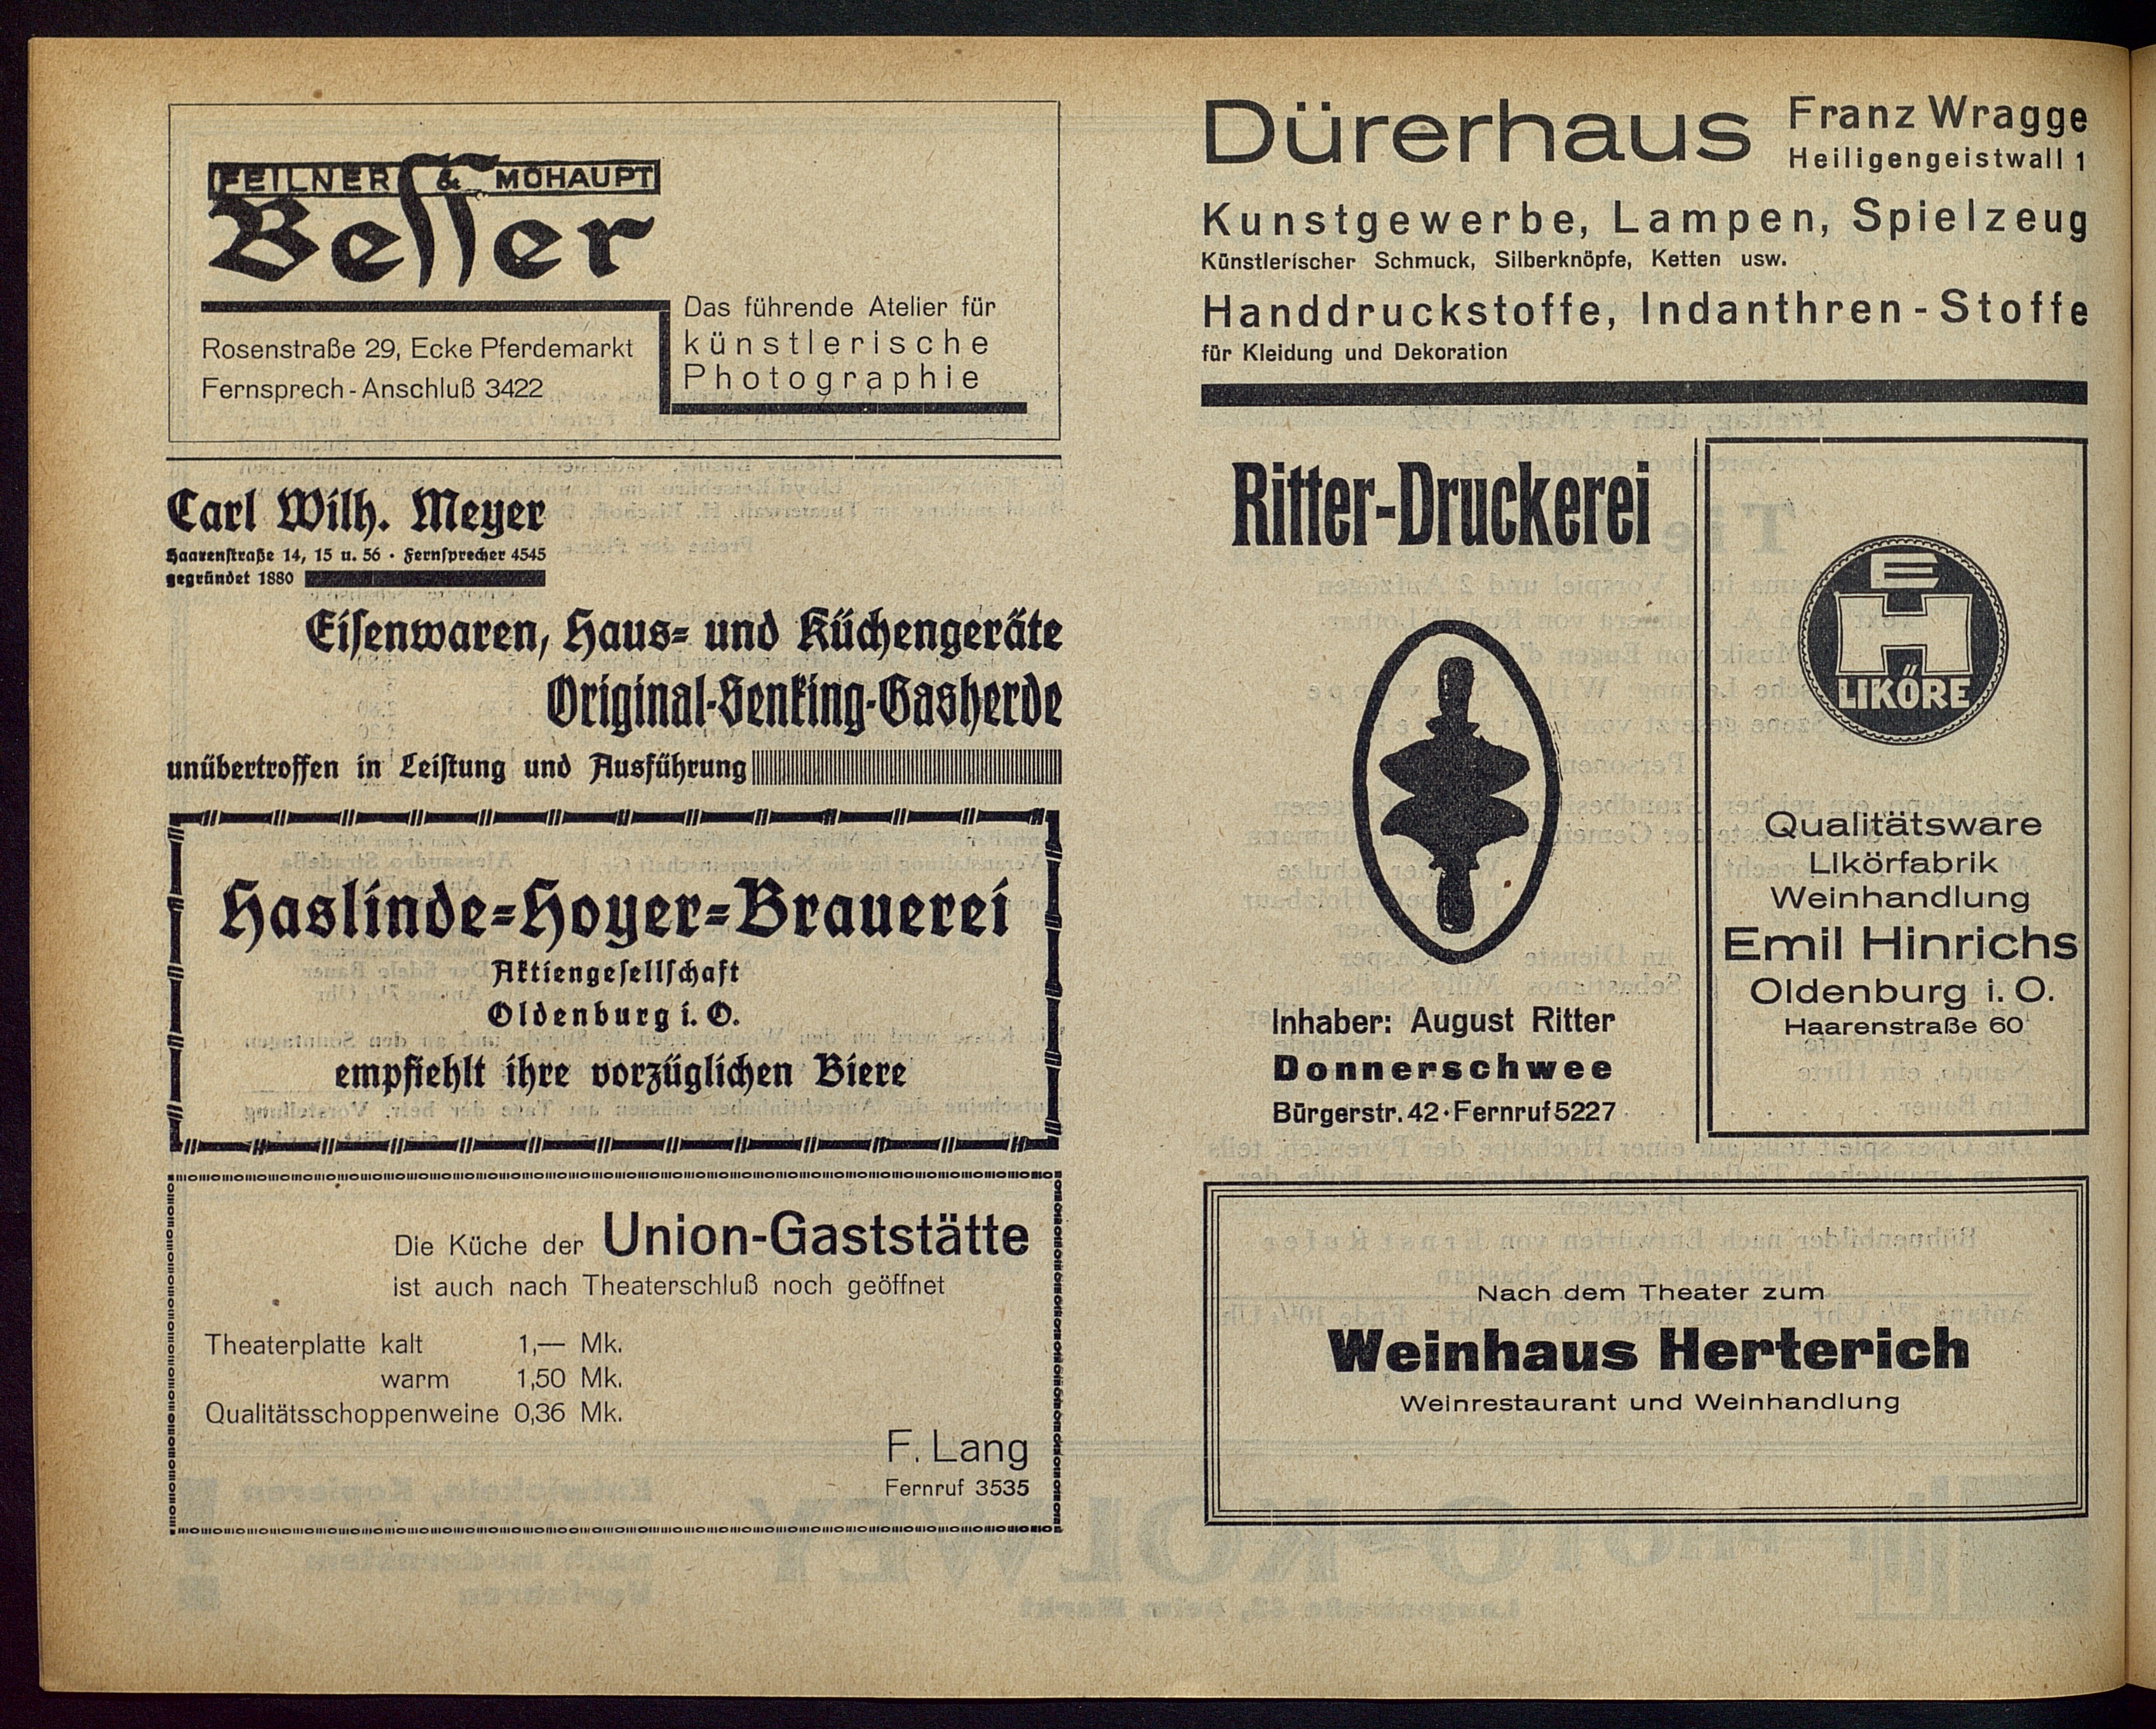 FEILNER & MOHAUPT
Besser
Rosenstraße 29, Ecke Pferdemarkt
Fernsprech-Anschluß 3422
Das führende Atelier für
künstlerische
Photographie
Carl Wilh. Meyer
Haarenstraße 14, 15 u. 56 · Fernsprecher 4545
gegründet 1880
Eisenwaren, Haus- und Küchengeräte
Original-Senking-Gasherde
unübertroffen in Leistung und Ausführung
Haslinde-Hoyer-Brauerei
Aktiengesellschaft
Oldenburg i. O.
empfiehlt ihre vorzüglichen Biere
Die Küche der Union-Gaststätte
ist auch nach Theaterschluß noch geöffnet
Theaterplatte kalt 1,— Mk.
warm 1,50 Mk.
Qualitätsschoppenweine 0,36 Mk.
F. Lang
Fernruf 3535
Dürerhaus Franz Wragge
Heiligengeistwall 1
Kunstgewerbe, Lampen, Spielzeug
Künstlerischer Schmuck, Silberknöpfe, Ketten usw.
Handdruckstoffe, Indanthren-Stoffe
für Kleidung und Dekoration
Ritter-Druckerei
Inhaber: August Ritter
Donnerschwee
Bürgerstr. 42·Fernruf 5227
E
H
LIKÖRE
Qualitätsware
Likörfabrik
Weinhandlung
Emil Hinrichs
Oldenburg i. O.
Haarenstraße 60
Nach dem Theater zum
Weinhaus Herterich
Weinrestaurant und Weinhandlung